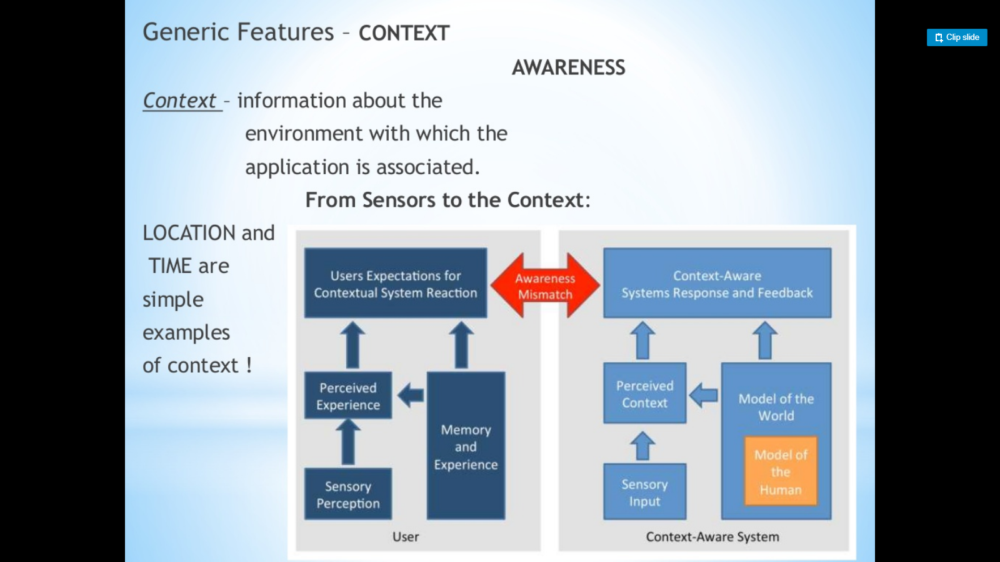 Generic Features – CONTEXT
AWARENESS
Clip slide
Context – information about the
environment with which the
application is associated.
From Sensors to the Context:
LOCATION and
TIME are
simple
examples
of context !
Users Expectations for
Contextual System Reaction
Awareness
Mismatch
Context-Aware
Systems Response and Feedback
Perceived
Experience
Memory
and
Experience
Sensory
Perception
User
Perceived
Context
Model of the
World
Model of
the
Human
Sensory
Input
Context-Aware System